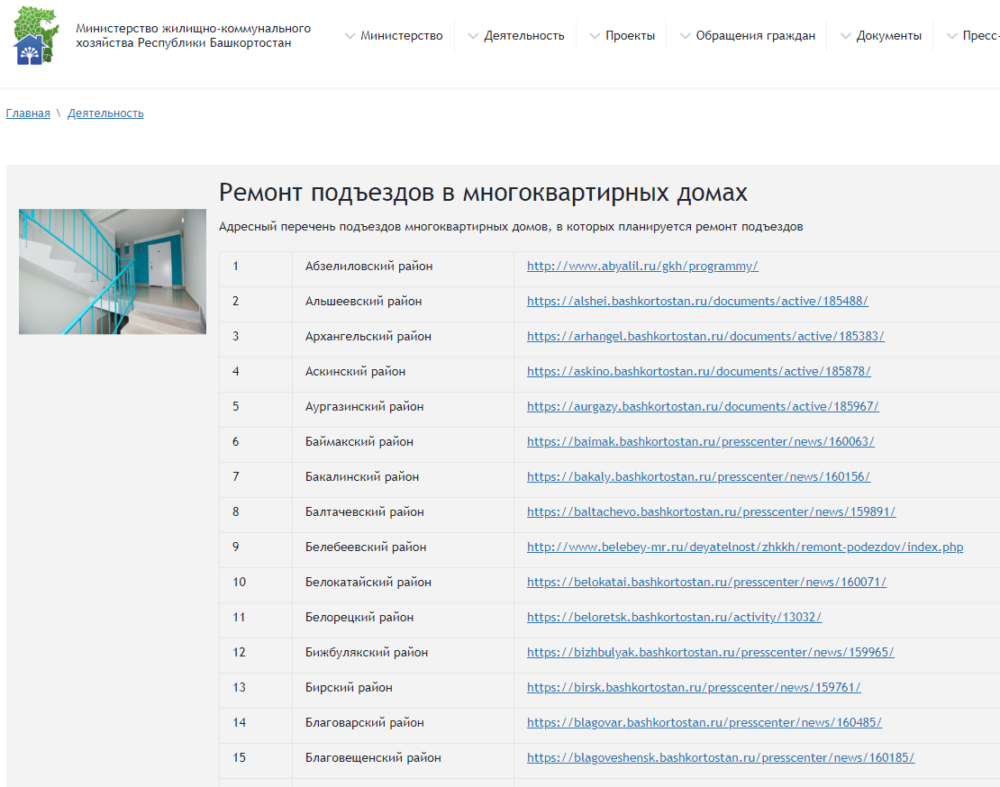 Министерство жилищно-коммунального
хозяйства Республики Башкортостан
Министерство
Деятельность
Проекты
Обращения граждан
Документы
Пресс-
Главная \ Деятельность
Ремонт подъездов в многоквартирных домах
Адресный перечень подъездов многоквартирных домов, в которых планируется ремонт подъездов
1 Абзелиловский район http://www.abyalil.ru/gkh/programmy/
2 Альшеевский район https://alshei.bashkortostan.ru/documents/active/185488/
3 Архангельский район https://arhangel.bashkortostan.ru/documents/active/185383/
4 Аскинский район https://askino.bashkortostan.ru/documents/active/185878/
5 Аургазинский район https://aurgazy.bashkortostan.ru/documents/active/185967/
6 Баймакский район https://baimak.bashkortostan.ru/presscenter/news/160063/
7 Бакалинский район https://bakaly.bashkortostan.ru/presscenter/news/160156/
8 Балтачевский район https://baltachevo.bashkortostan.ru/presscenter/news/159891/
9 Белебеевский район http://www.belebey-mr.ru/deyatelnost/zhkkh/remont-podezdov/index.php
10 Белокатайский район https://belokatai.bashkortostan.ru/presscenter/news/160071/
11 Белорецкий район https://beloretsk.bashkortostan.ru/activity/13032/
12 Бижбулякский район https://bizhbulyak.bashkortostan.ru/presscenter/news/159965/
13 Бирский район https://birsk.bashkortostan.ru/presscenter/news/159761/
14 Благоварский район https://blagovar.bashkortostan.ru/presscenter/news/160485/
15 Благовещенский район https://blagoveshensk.bashkortostan.ru/presscenter/news/160185/